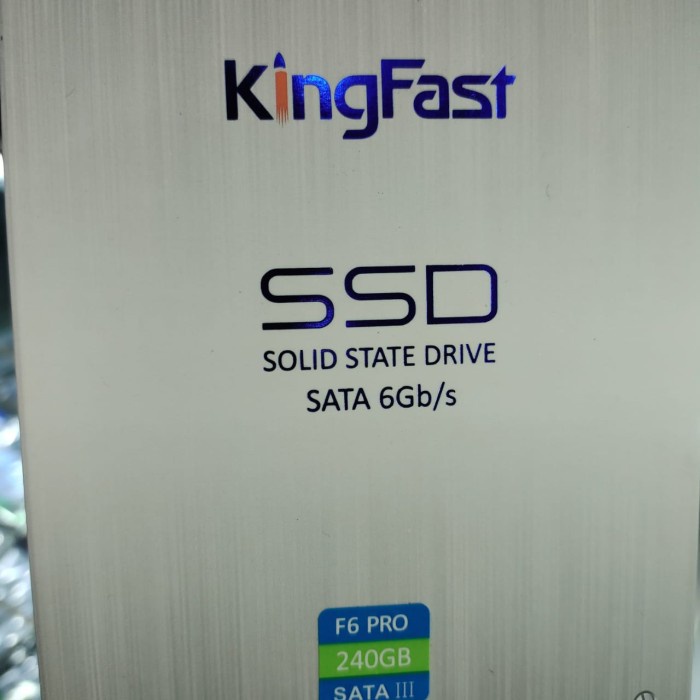 KingFast
SSD
SOLID STATE DRIVE
SATA 6Gb/s
F6 PRO
240GB
SATA III